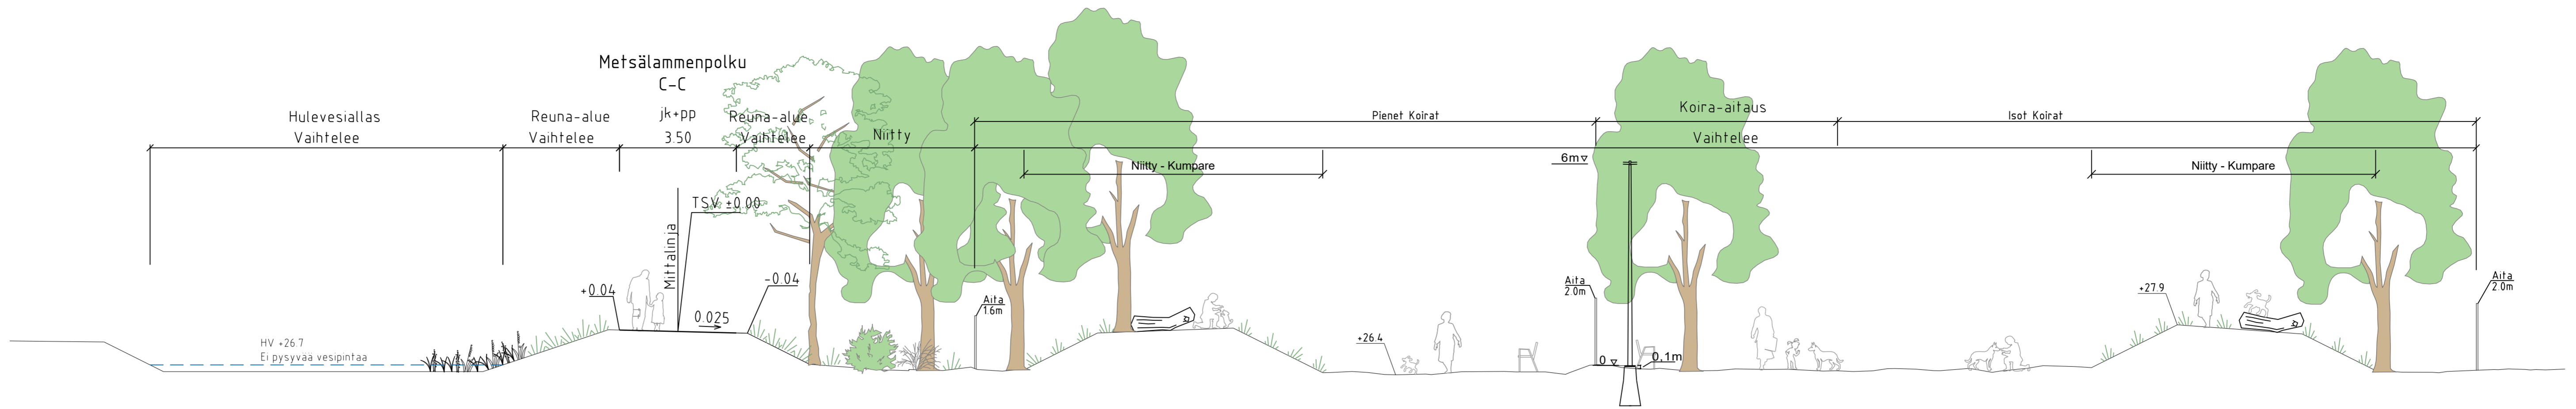 Metsälammenpolku
C-C
Hulevesiallas
Vaihtelee
Reuna-alue
Vaihtelee
jk+pp
3.50
Reuna-alue
Vaihtelee
Niitty
Pienet Koirat
Koira-aitaus
Vaihtelee
Isot Koirat
Niitty - Kumpare
6m
Niitty - Kumpare
TSV ±0.00
Mittalinja
+0.04
-0.04
0.025
HV +26.7
Ei pysyvää vesipintaa
Aita
1.6m
+26.4
Aita
2.0m
0
0,1m
+27.9
Aita
2.0m